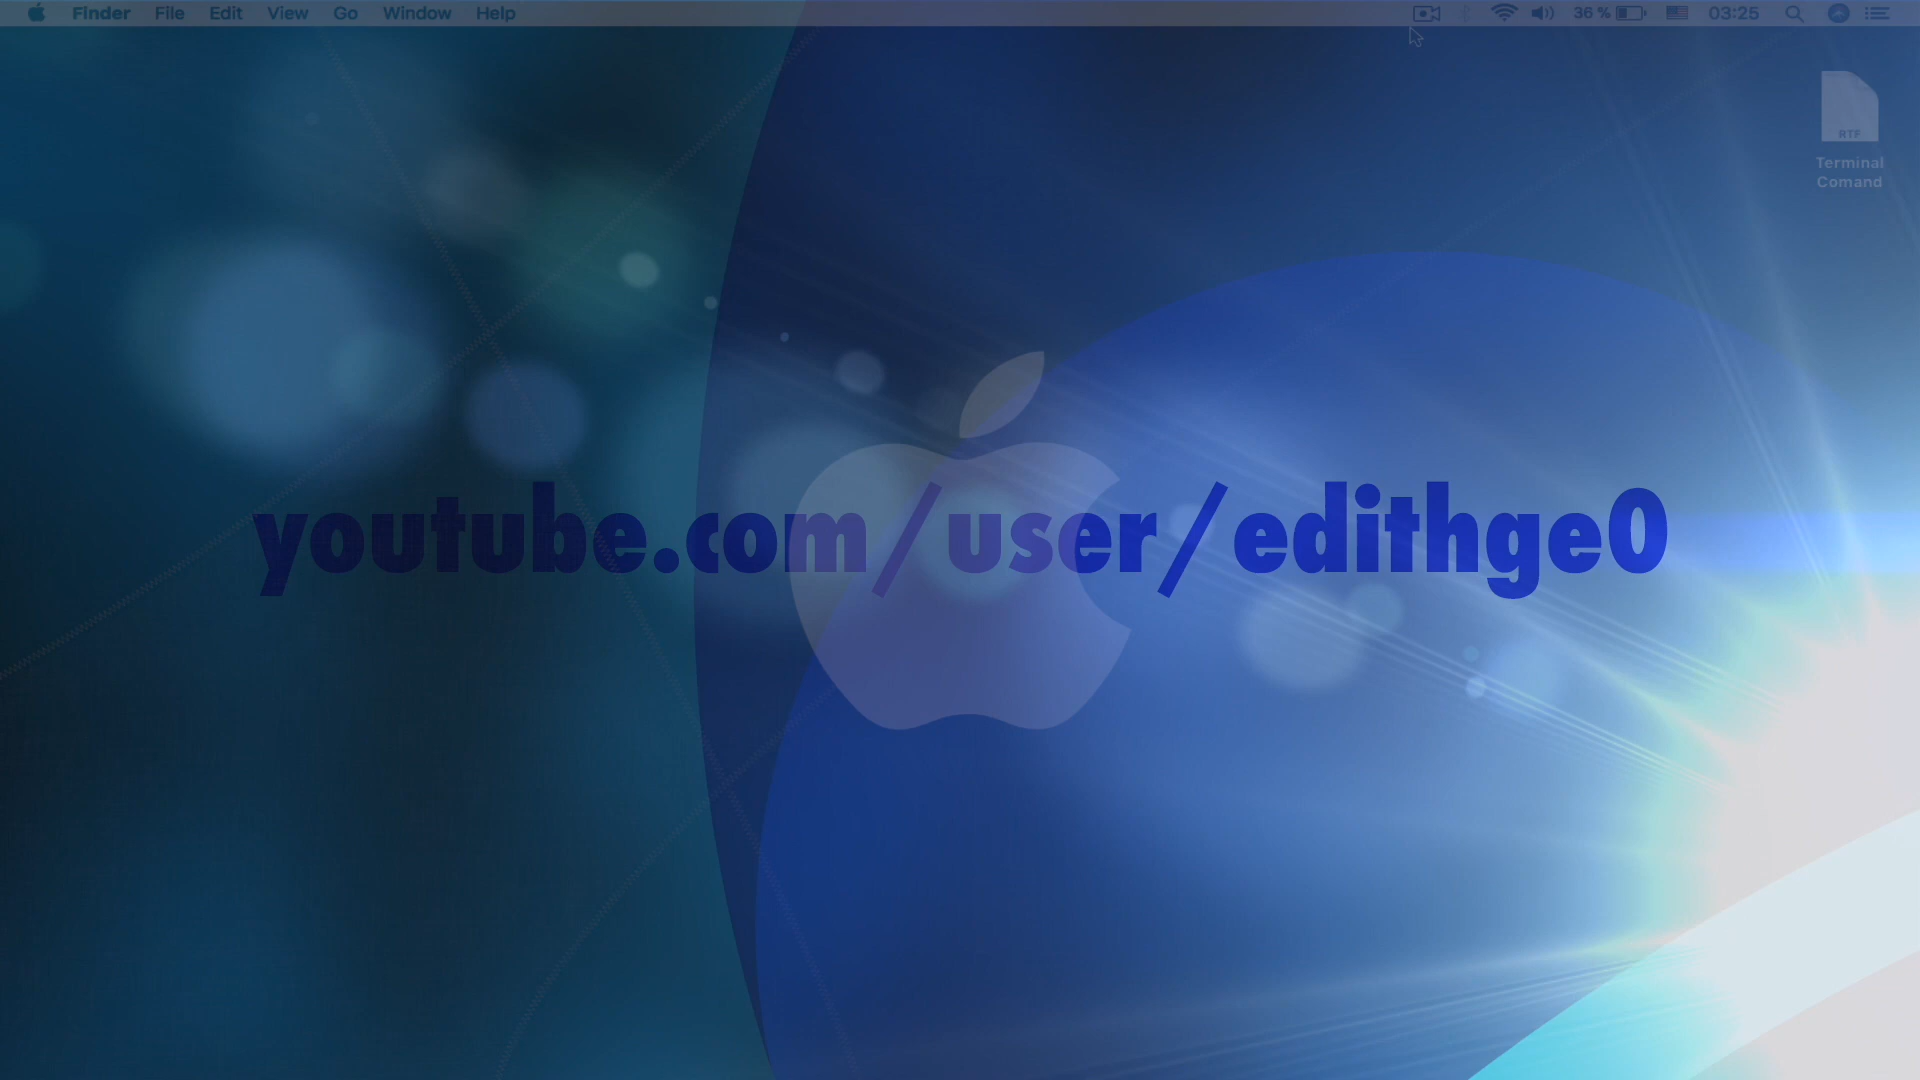 Finder File Edit View Go Window Help 36 % 03:25
RTF
Terminal
Comand
youtube.com/user/edithge0